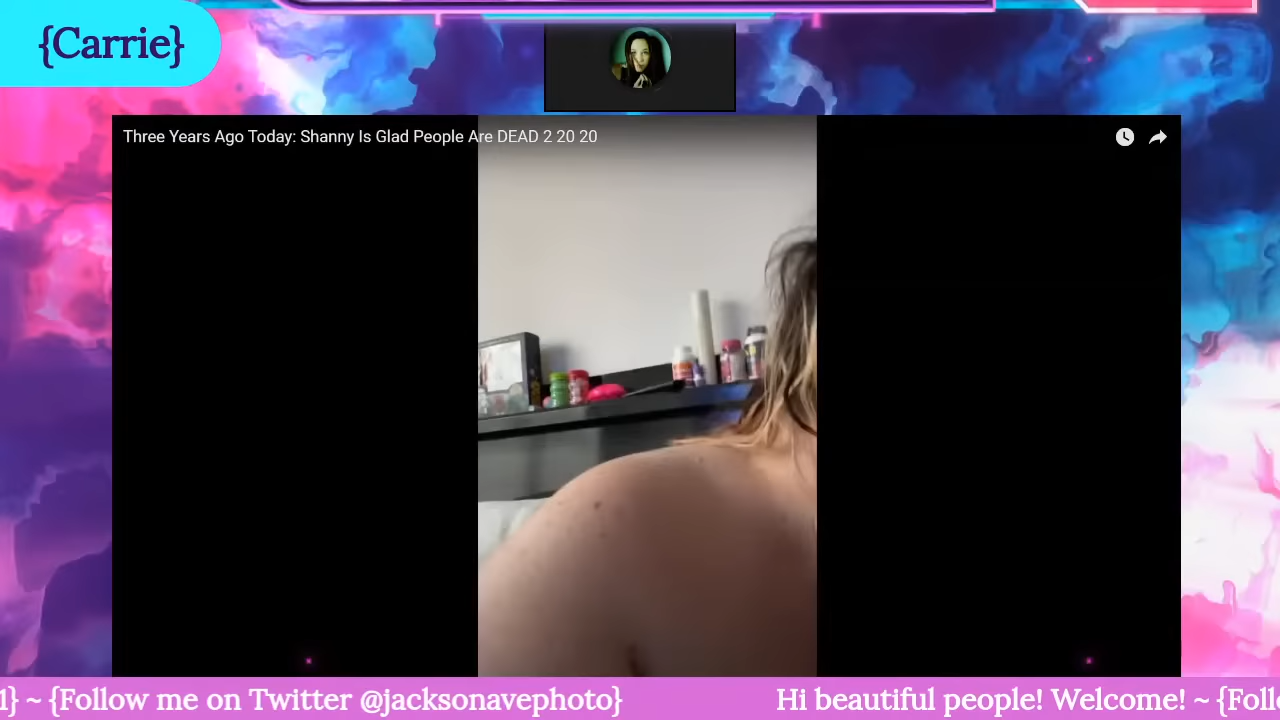 {Carrie}
Three Years Ago Today: Shanny Is Glad People Are DEAD 2 20 20
1} ~ {Follow me on Twitter @jacksonavephoto} Hi beautiful people! Welcome! ~ {Foll